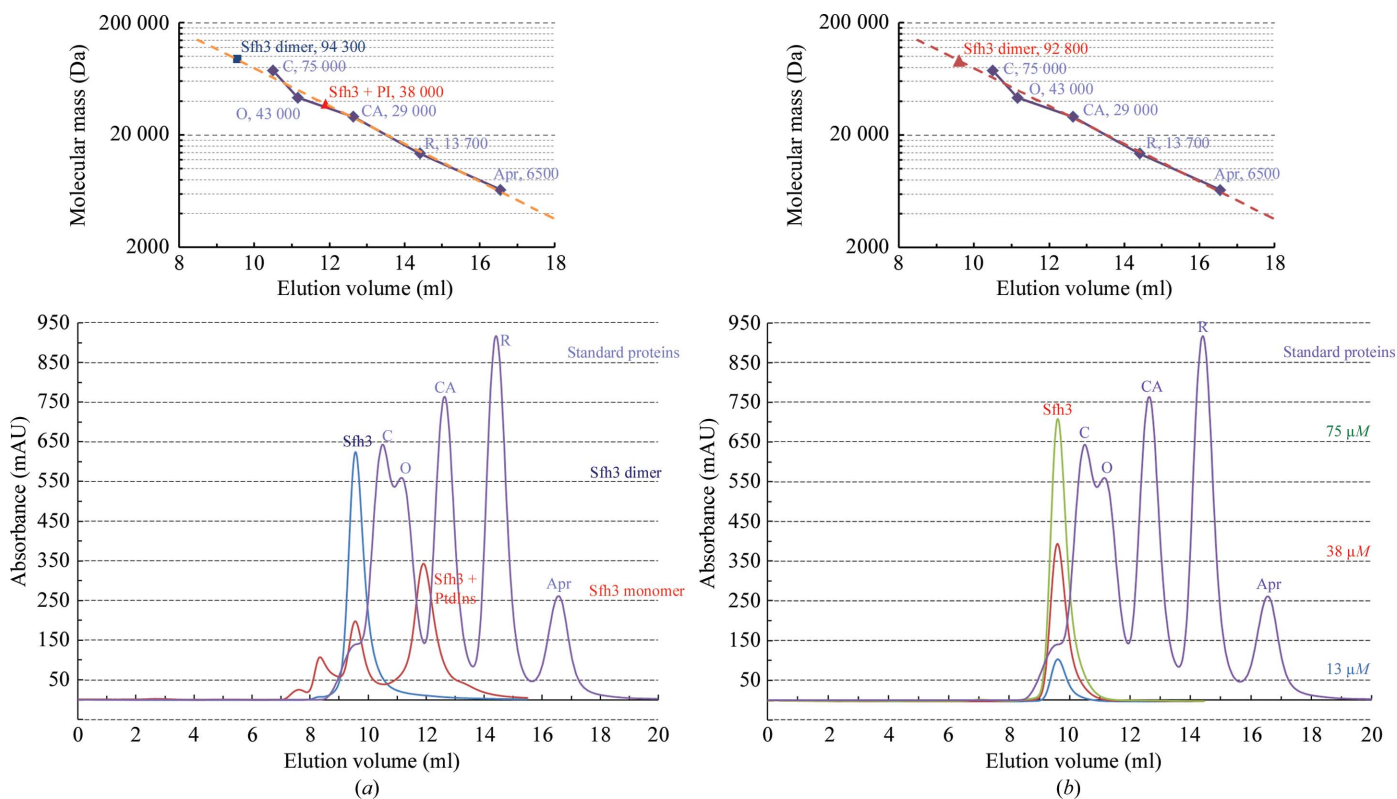 200 000
20 000
2000
Molecular mass (Da)
Sfh3 dimer, 94 300
C, 75 000
Sfh3 + PI, 38 000
O, 43 000
CA, 29 000
R, 13 700
Apr, 6500
8 10 12 14 16 18
Elution volume (ml)
200 000
20 000
2000
Molecular mass (Da)
Sfh3 dimer, 92 800
C, 75 000
O, 43 000
CA, 29 000
R, 13 700
Apr, 6500
8 10 12 14 16 18
Elution volume (ml)
950
850
750
650
550
450
350
250
150
50
Absorbance (mAU)
R
Standard proteins
CA
Sfh3
C
O
Sfh3 dimer
Sfh3 +
PtdIns
Apr
Sfh3 monomer
0 2 4 6 8 10 12 14 16 18 20
Elution volume (ml)
(a)
950
850
750
650
550
450
350
250
150
50
Absorbance (mAU)
R
Standard proteins
CA
Sfh3
C
75 µM
O
38 µM
Apr
13 µM
0 2 4 6 8 10 12 14 16 18 20
Elution volume (ml)
(b)